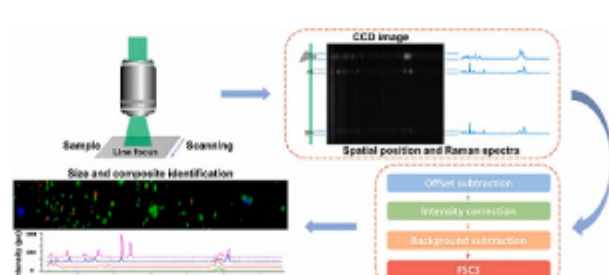 CCD image
Sample
Line focus
Scanning
Spatial position and Raman spectra
Size and composite identification
Offset subtraction
Intensity correction
Background subtraction
FSC3